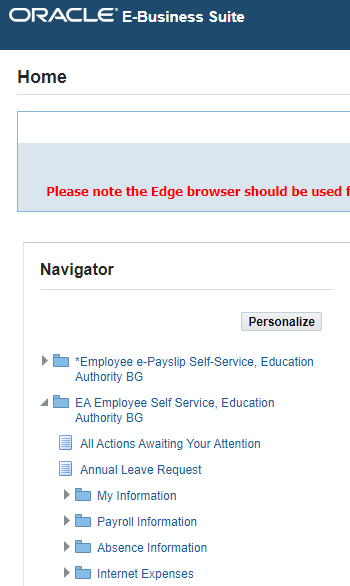 ORACLE® E-Business Suite
Home
Please note the Edge browser should be used
Navigator
Personalize
*Employee e-Payslip Self-Service, Education
Authority BG
EA Employee Self Service, Education
Authority BG
All Actions Awaiting Your Attention
Annual Leave Request
My Information
Payroll Information
Absence Information
Internet Expenses